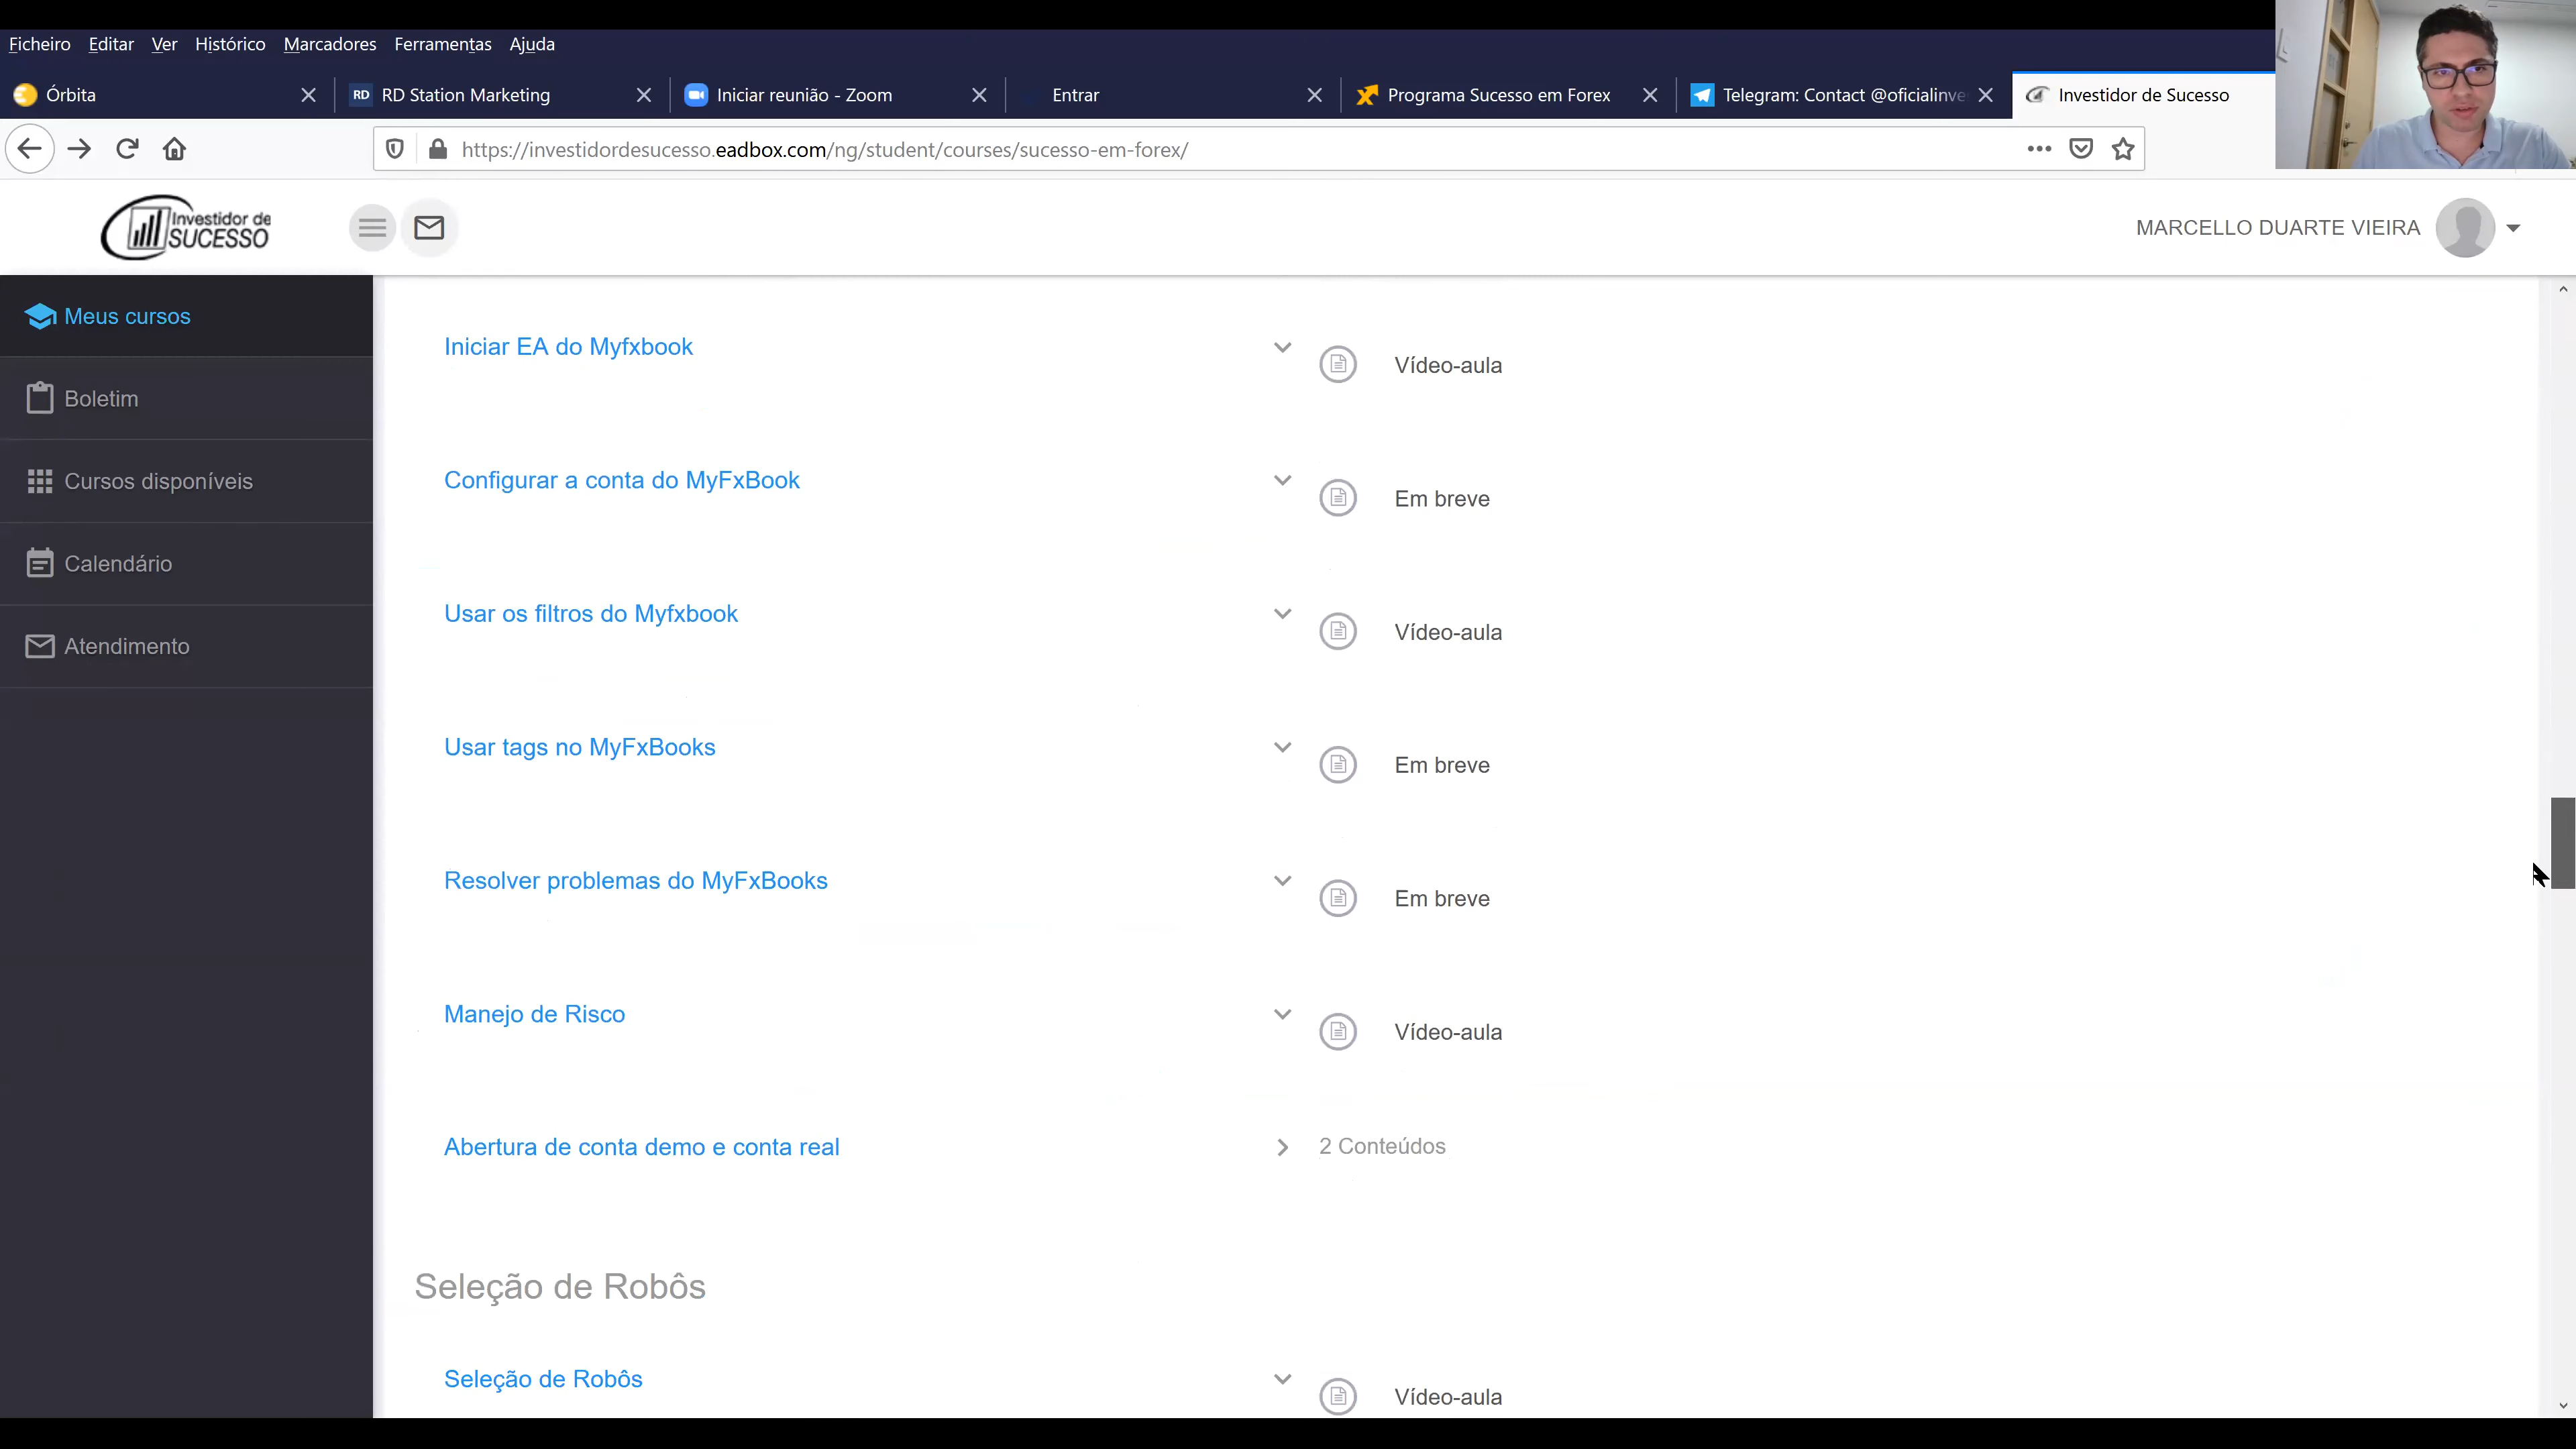 Ficheiro Editar Ver Histórico Marcadores Ferramentas Ajuda
Órbita RD RD Station Marketing Iniciar reunião - Zoom Entrar Programa Sucesso em Forex Telegram: Contact @oficialinve Investidor de Sucesso
https://investidordesucesso.eadbox.com/ng/student/courses/sucesso-em-forex/
Investidor de
SUCESSO
MARCELLO DUARTE VIEIRA
Meus cursos
Boletim
Cursos disponíveis
Calendário
Atendimento
Iniciar EA do Myfxbook
Vídeo-aula
Configurar a conta do MyFxBook
Em breve
Usar os filtros do Myfxbook
Vídeo-aula
Usar tags no MyFxBooks
Em breve
Resolver problemas do MyFxBooks
Em breve
Manejo de Risco
Vídeo-aula
Abertura de conta demo e conta real
2 Conteúdos
Seleção de Robôs
Seleção de Robôs
Vídeo-aula